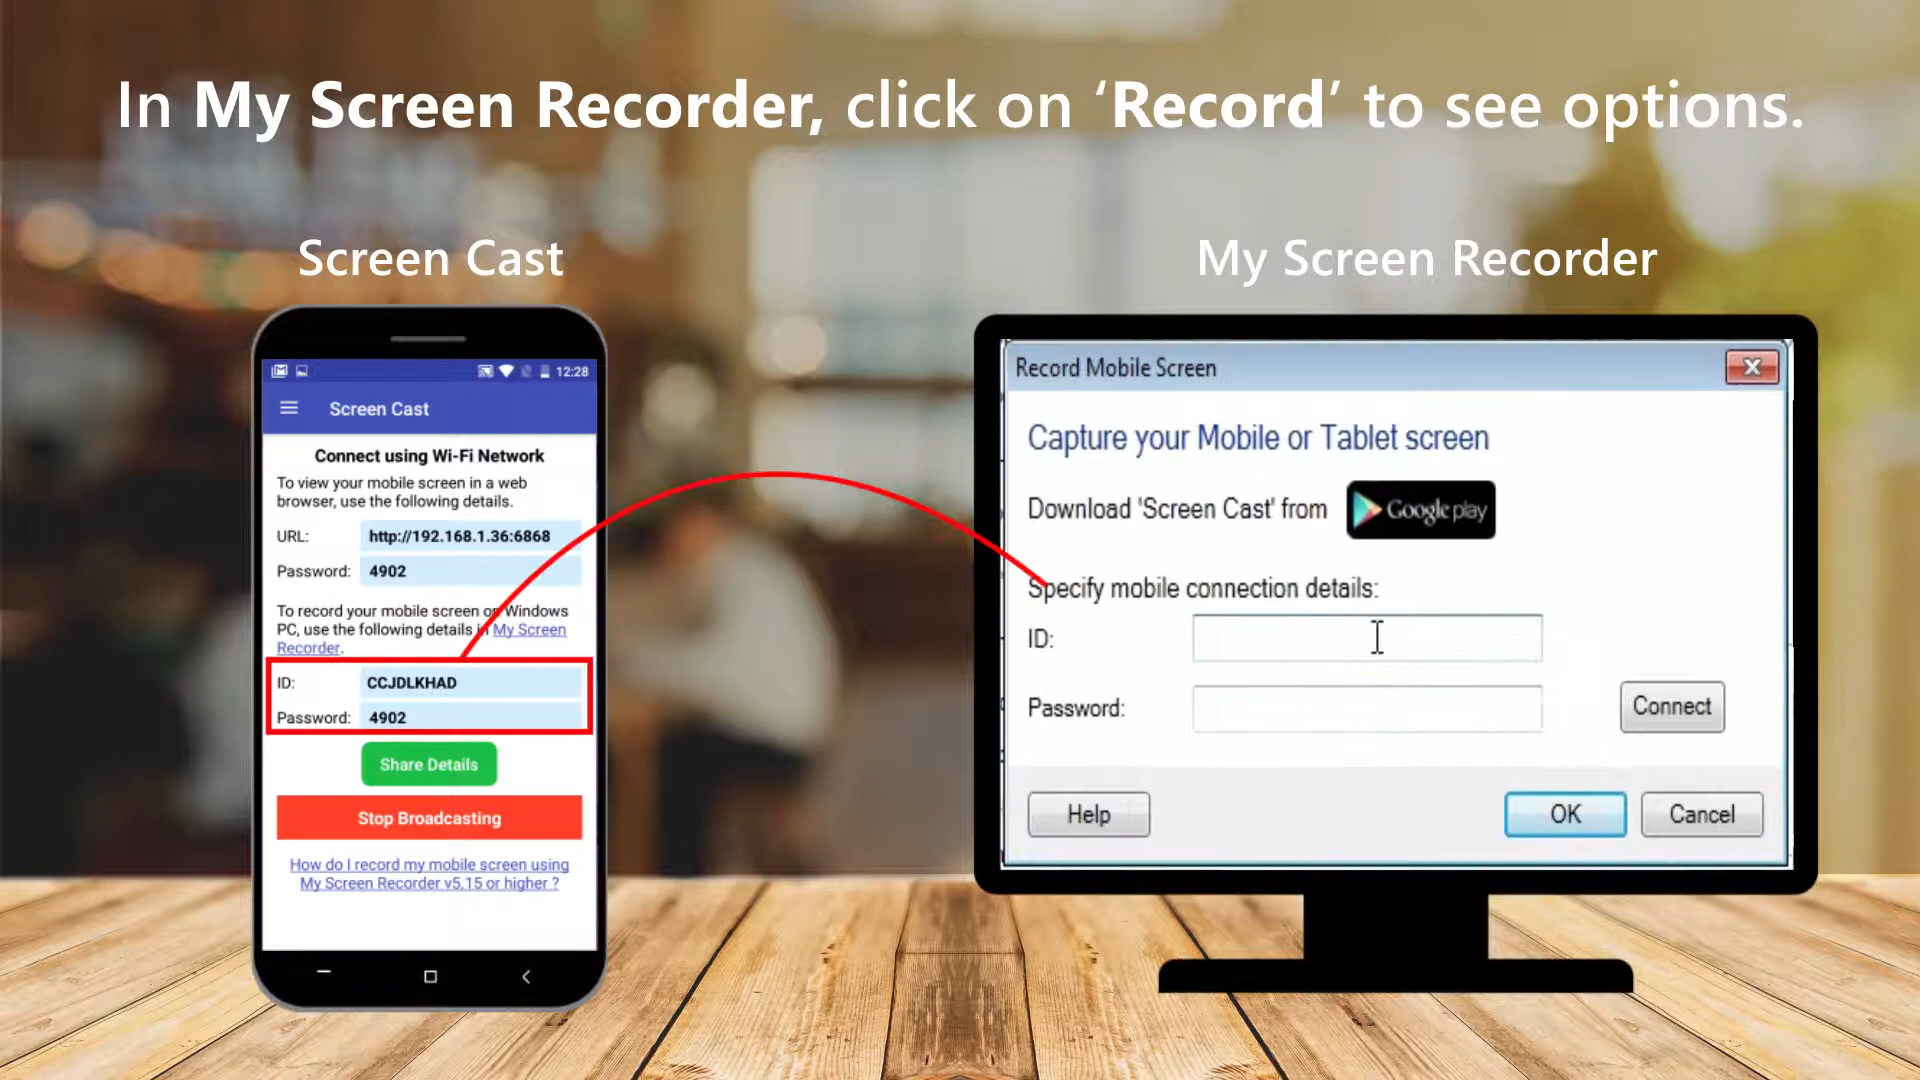 In My Screen Recorder, click on ‘Record’ to see options.
Screen Cast
My Screen Recorder
12:28
Screen Cast
Connect using Wi-Fi Network
To view your mobile screen in a web
browser, use the following details.
URL: http://192.168.1.36:6868
Password: 4902
To record your mobile screen on Windows
PC, use the following details in My Screen
Recorder.
ID: CCJDLKHAD
Password: 4902
Share Details
Stop Broadcasting
How do I record my mobile screen using
My Screen Recorder v5.15 or higher ?
Record Mobile Screen
Capture your Mobile or Tablet screen
Download 'Screen Cast' from Google play
Specify mobile connection details:
ID:
Password:
Connect
Help
OK
Cancel